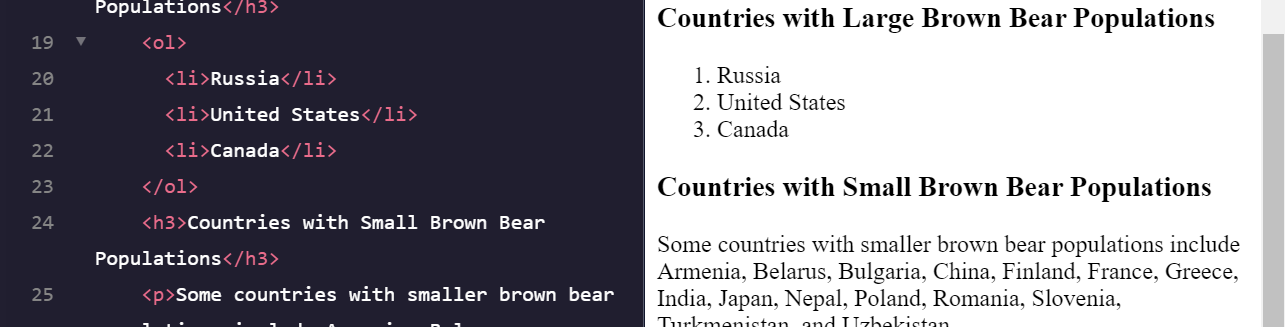 Populations</h3>
19 ▼ <ol>
20 <li>Russia</li>
21 <li>United States</li>
22 <li>Canada</li>
23 </ol>
24 <h3>Countries with Small Brown Bear
Populations</h3>
25 <p>Some countries with smaller brown bear
Countries with Large Brown Bear Populations
1. Russia
2. United States
3. Canada
Countries with Small Brown Bear Populations
Some countries with smaller brown bear populations include
Armenia, Belarus, Bulgaria, China, Finland, France, Greece,
India, Japan, Nepal, Poland, Romania, Slovenia,
Turkmenistan, and Uzbekistan